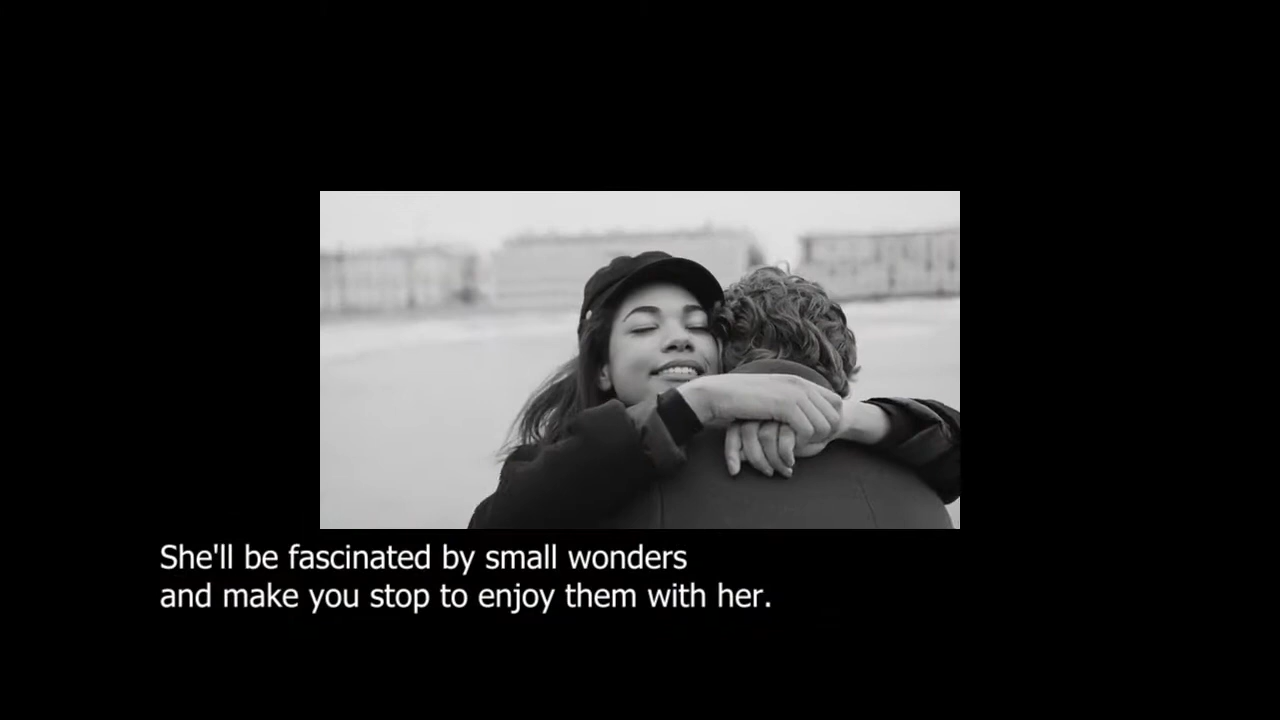 She'll be fascinated by small wonders
and make you stop to enjoy them with her.